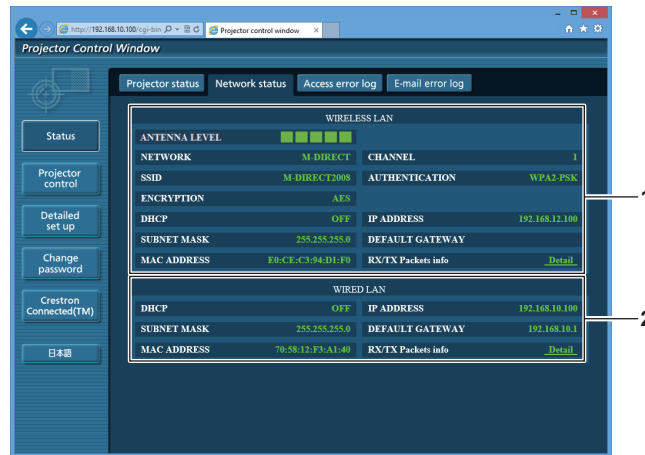 http://192.168.10.100/cgi-bin
Projector control window
Projector Control Window
Projector status Network status Access error log E-mail error log
Status
Projector control
Detailed set up
Change password
Crestron Connected(TM)
日本語
WIRELESS LAN
ANTENNA LEVEL
NETWORK M-DIRECT CHANNEL 1
SSID M-DIRECT2008 AUTHENTICATION WPA2-PSK
ENCRYPTION AES
DHCP OFF IP ADDRESS 192.168.12.100
SUBNET MASK 255.255.255.0 DEFAULT GATEWAY
MAC ADDRESS E0:CE:C3:94:D1:F0 RX/TX Packets info Detail
1
WIRED LAN
DHCP OFF IP ADDRESS 192.168.10.100
SUBNET MASK 255.255.255.0 DEFAULT GATEWAY 192.168.10.1
MAC ADDRESS 70:58:12:F3:A1:40 RX/TX Packets info Detail
2